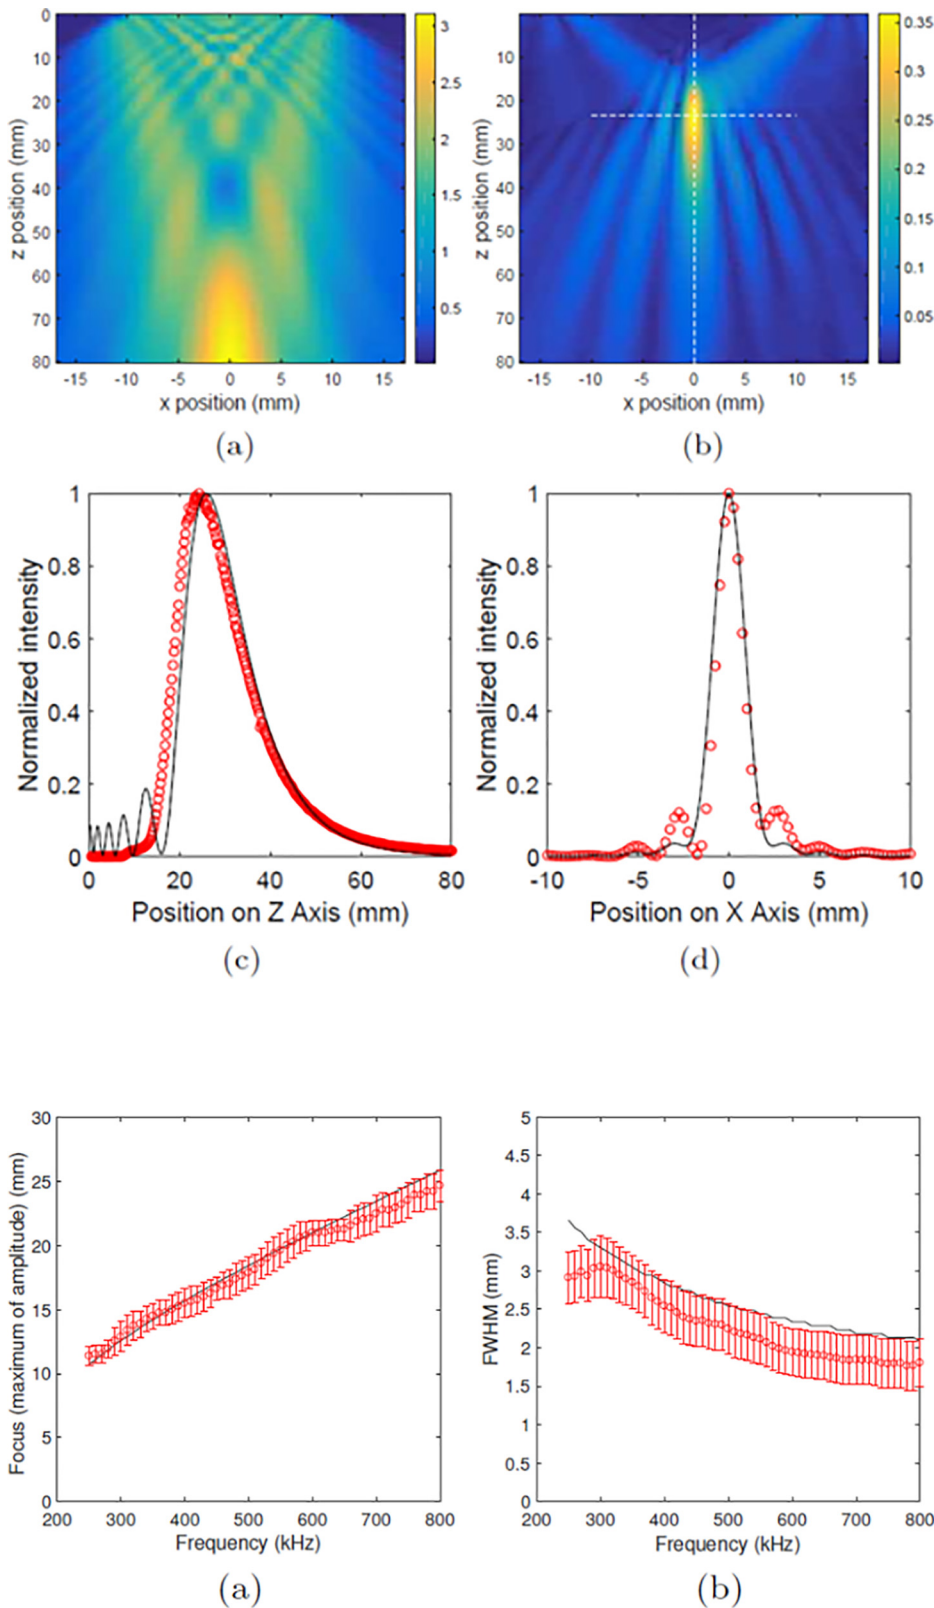 0
10
20
30
40
50
60
70
80
z position (mm)
-15 -10 -5 0 5 10 15
x position (mm)
3
2.5
2
1.5
1
0.5
(a)
10
20
30
40
50
60
70
80
z position (mm)
-15 -10 -5 0 5 10 15
x position (mm)
0.35
0.3
0.25
0.2
0.15
0.1
0.05
(b)
1
0.8
0.6
0.4
0.2
0
Normalized intensity
0 20 40 60 80
Position on Z Axis (mm)
(c)
1
0.8
0.6
0.4
0.2
0
Normalized intensity
-10 -5 0 5 10
Position on X Axis (mm)
(d)
30
25
20
15
10
5
0
Focus (maximum of amplitude) (mm)
200 300 400 500 600 700 800
Frequency (kHz)
(a)
5
4.5
4
3.5
3
2.5
2
1.5
1
0.5
0
FWHM (mm)
200 300 400 500 600 700 800
Frequency (kHz)
(b)